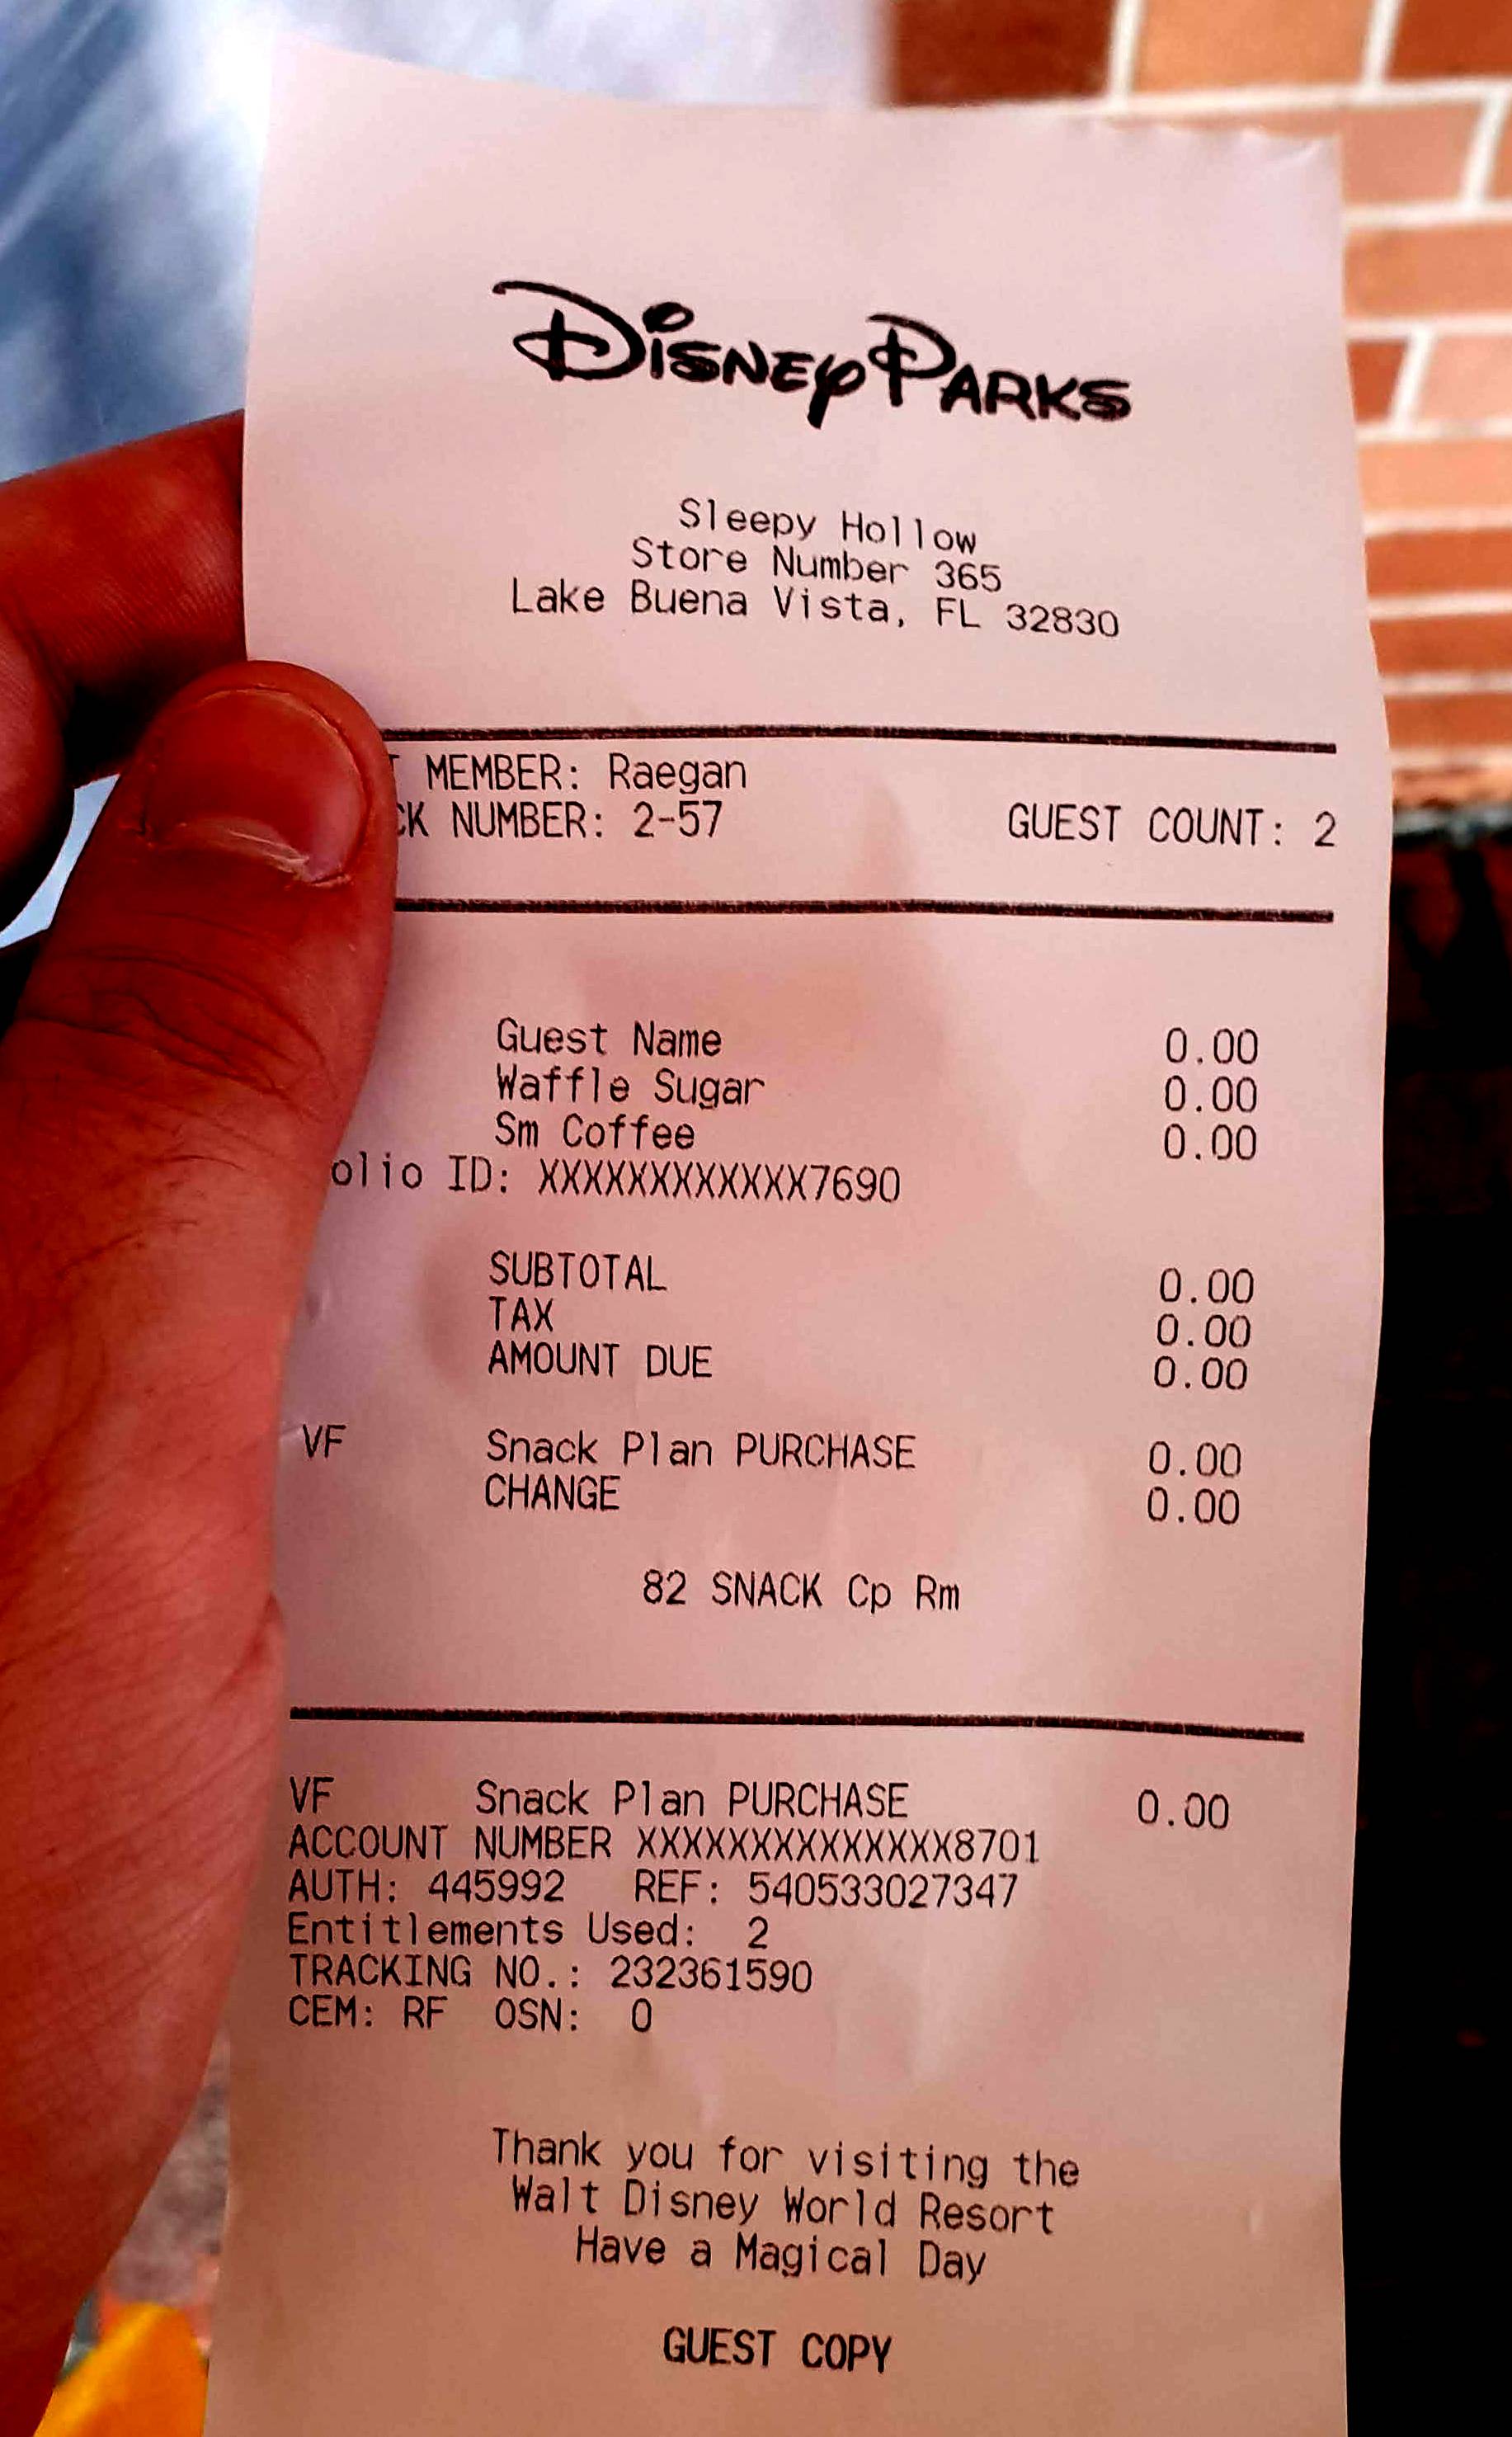 Disney Parks
Sleepy Hollow
Store Number 365
Lake Buena Vista, FL 32830
MEMBER: Raegan
CK NUMBER: 2-57 GUEST COUNT: 2
Guest Name 0.00
Waffle Sugar 0.00
Sm Coffee 0.00
olio ID: XXXXXXXXXXXX7690
SUBTOTAL 0.00
TAX 0.00
AMOUNT DUE 0.00
VF Snack Plan PURCHASE 0.00
CHANGE 0.00
82 SNACK Cp Rm
VF Snack Plan PURCHASE 0.00
ACCOUNT NUMBER XXXXXXXXXXXXXX8701
AUTH: 445992 REF: 540533027347
Entitlements Used: 2
TRACKING NO.: 232361590
CEM: RF OSN: 0
Thank you for visiting the
Walt Disney World Resort
Have a Magical Day
GUEST COPY